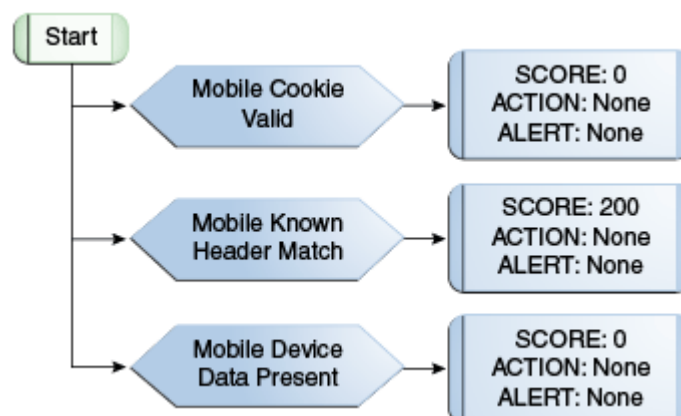 Start
Mobile Cookie
Valid
SCORE: 0
ACTION: None
ALERT: None
Mobile Known
Header Match
SCORE: 200
ACTION: None
ALERT: None
Mobile Device
Data Present
SCORE: 0
ACTION: None
ALERT: None